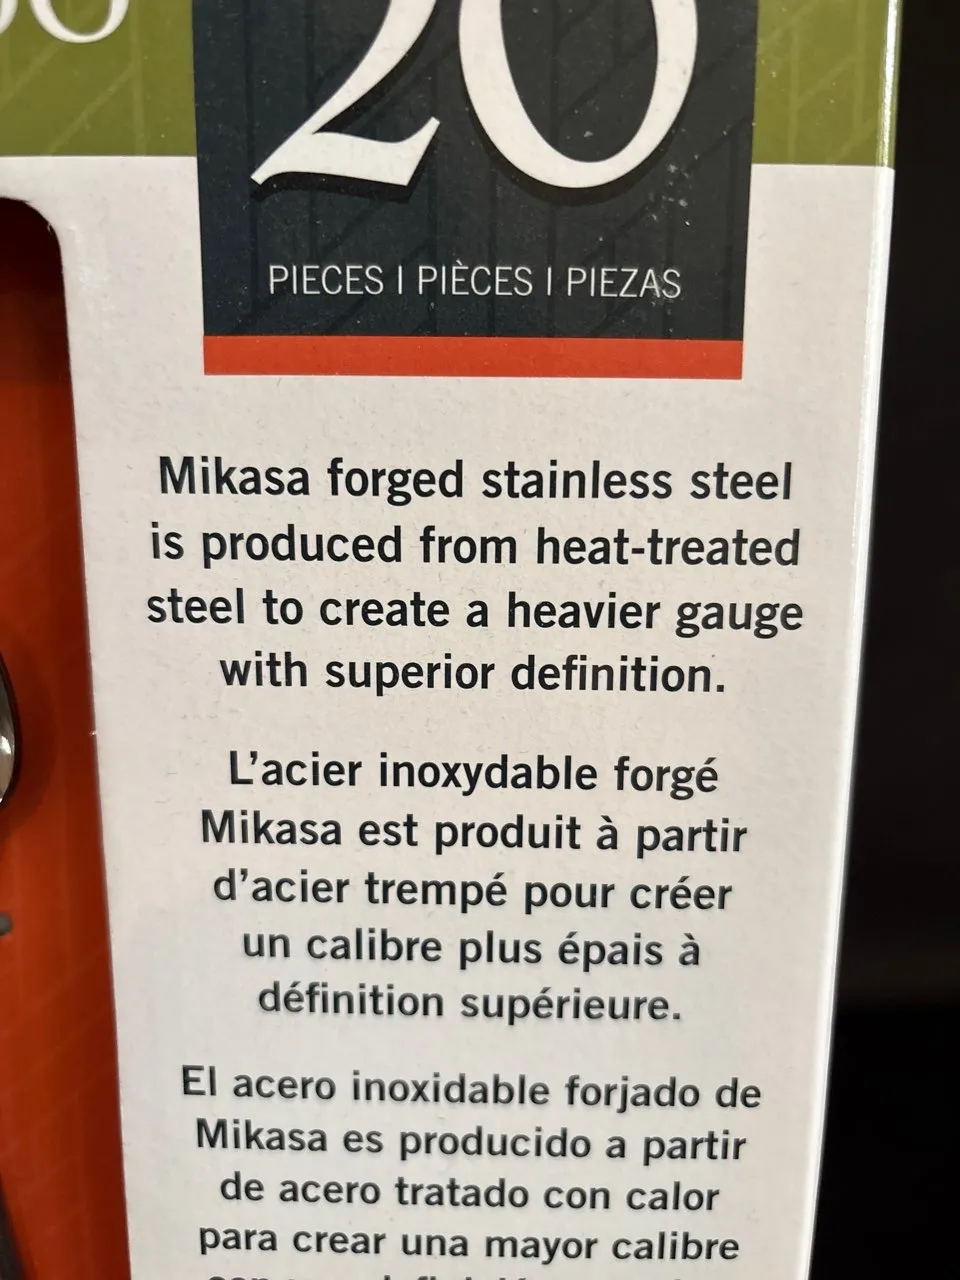 20
PIECES | PIÈCES | PIEZAS
Mikasa forged stainless steel
is produced from heat-treated
steel to create a heavier gauge
with superior definition.
L’acier inoxydable forgé
Mikasa est produit à partir
d’acier trempé pour créer
un calibre plus épais à
définition supérieure.
El acero inoxidable forjado de
Mikasa es producido a partir
de acero tratado con calor
para crear una mayor calibre